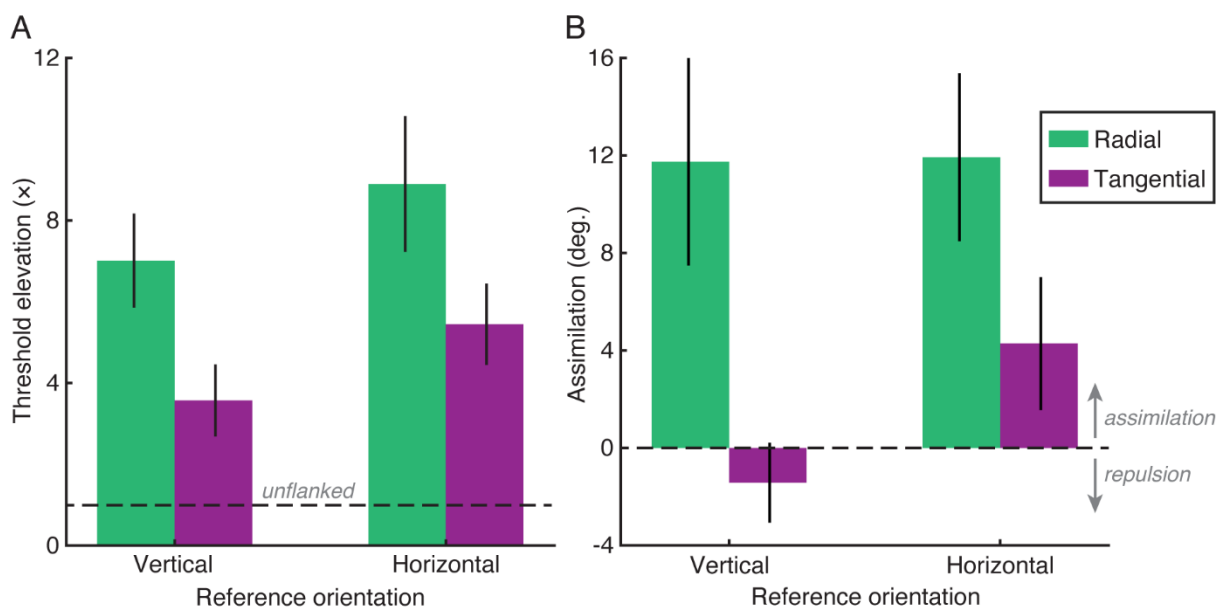 A
12
8
4
0
Threshold elevation (×)
unflanked
Vertical
Horizontal
Reference orientation
B
16
12
8
4
0
-4
Assimilation (deg.)
Radial
Tangential
assimilation
repulsion
Vertical
Horizontal
Reference orientation